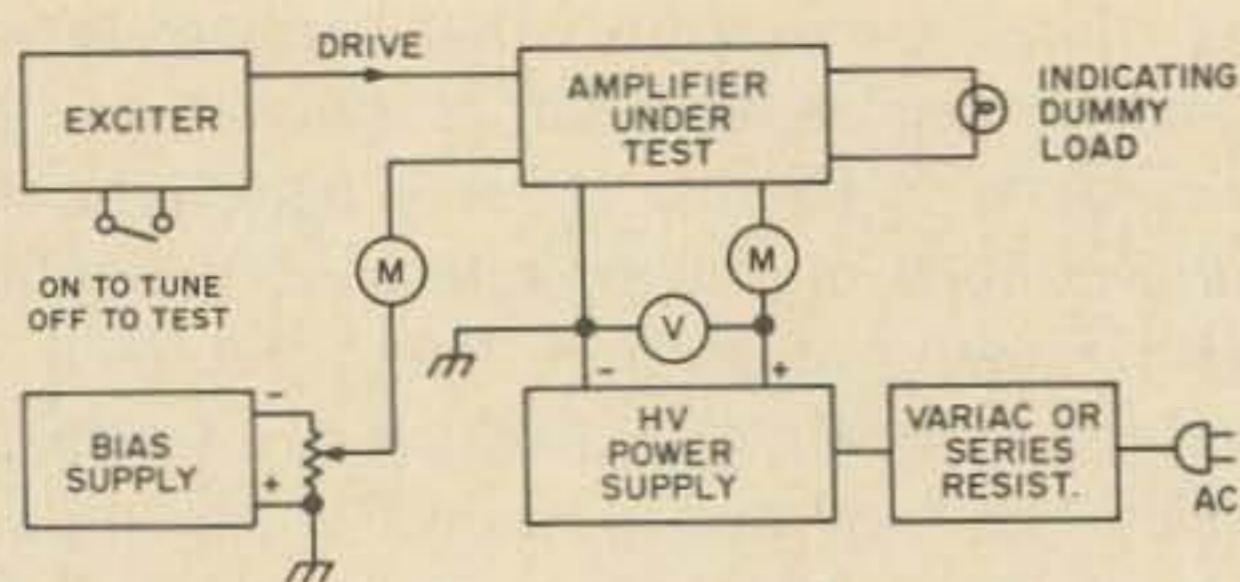 DRIVE
EXCITER
AMPLIFIER
UNDER
TEST
INDICATING
DUMMY
LOAD
ON TO TUNE
OFF TO TEST
M
M
V
-
+
BIAS
SUPPLY
-
+
HV
POWER
SUPPLY
VARIAC OR
SERIES
RESIST.
AC